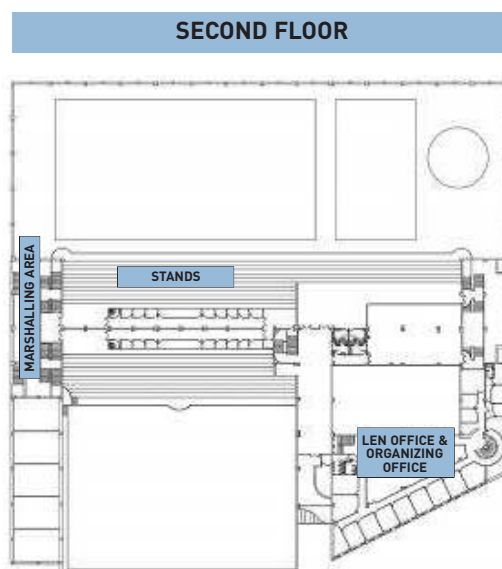 SECOND FLOOR
STANDS
MARSHALLING AREA
LEN OFFICE &
ORGANIZING
OFFICE